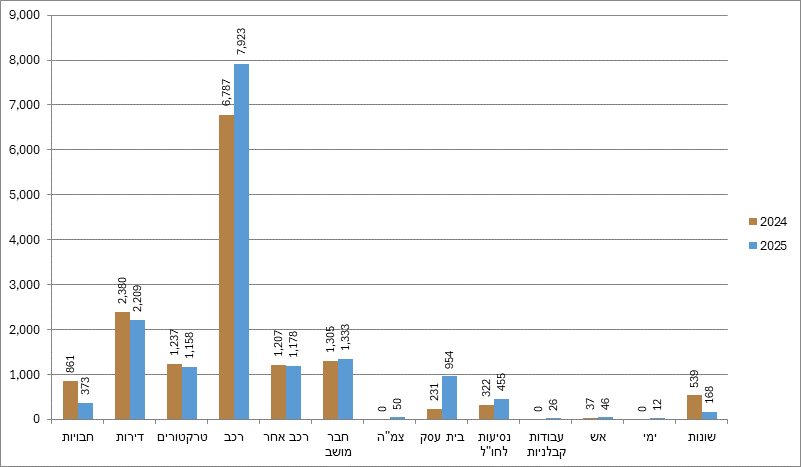 9,000
8,000
7,000
6,000
5,000
4,000
3,000
2,000
1,000
0
861
373
2,380
2,209
1,237
1,158
6,787
7,923
1,207
1,178
1,305
1,333
0
50
231
954
322
455
0
26
37
46
0
12
539
168
חבויות
דירות
טרקטורים
רכב
רכב אחר
חבר
מושב
צמ"ה
בית עסק
נסיעות
לחו"ל
עבודות
קבלניות
אש
ימי
שונות
2024
2025